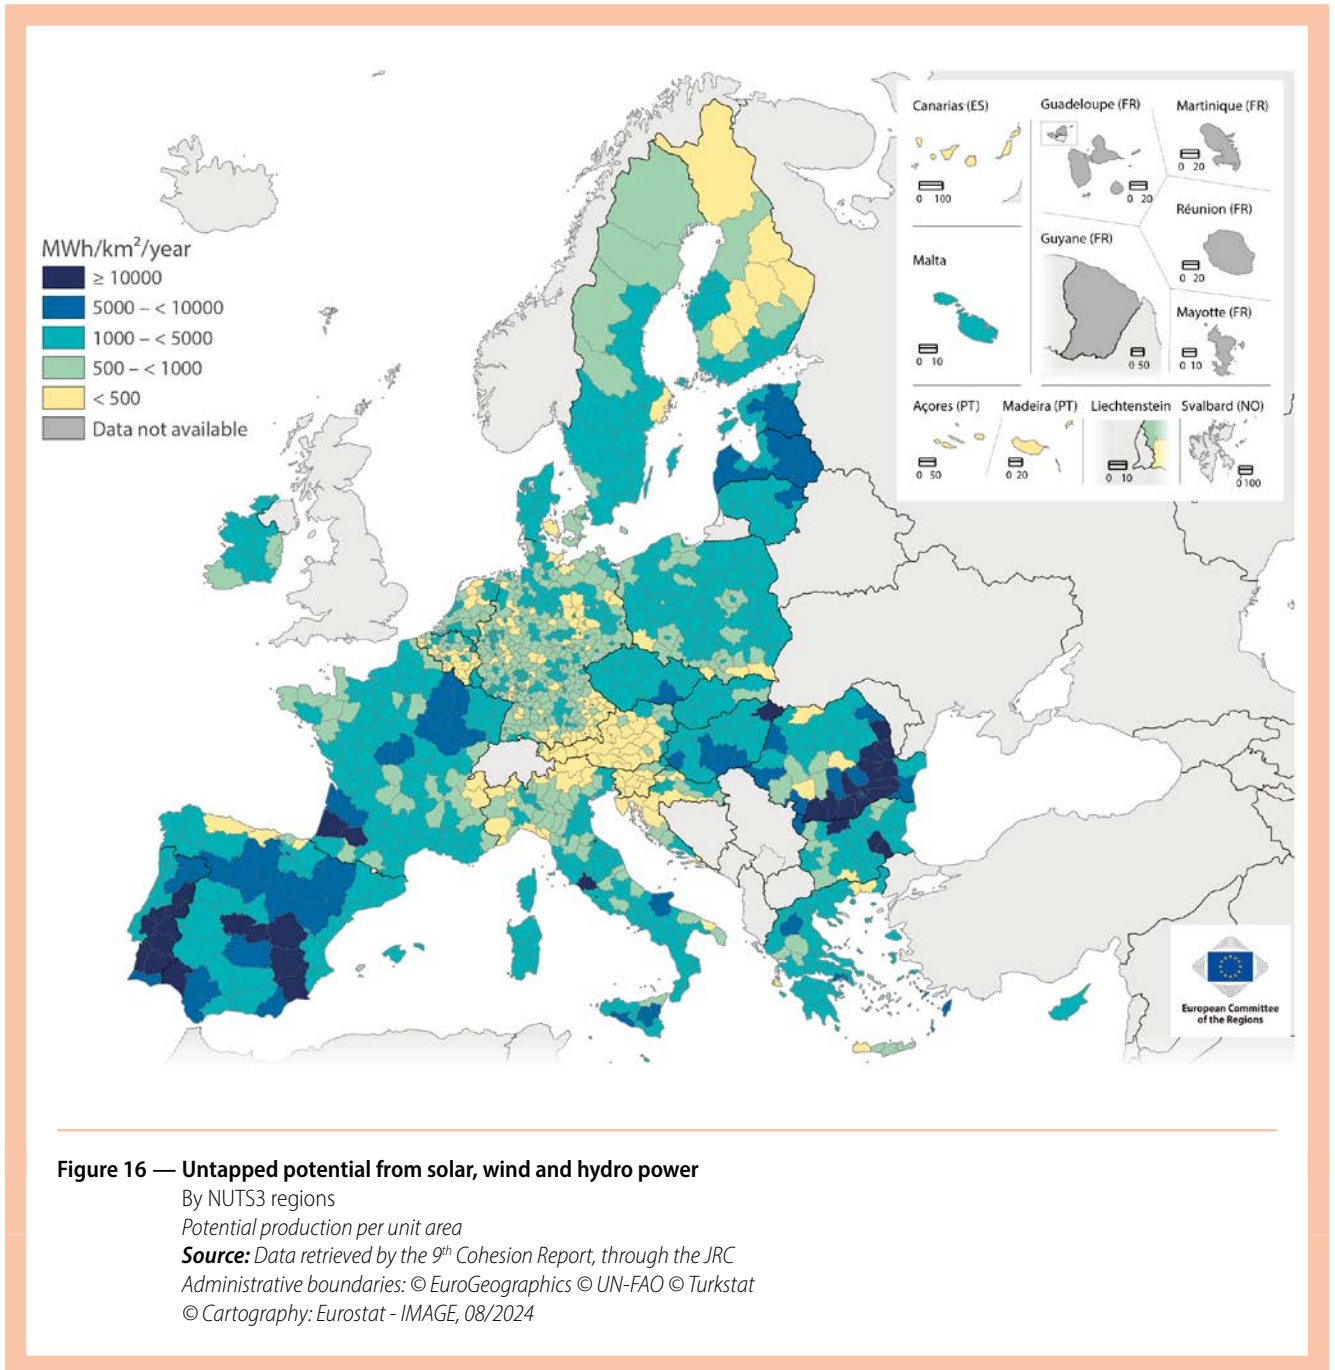 MWh/km²/year
≥ 10000
5000 – < 10000
1000 – < 5000
500 – < 1000
< 500
Data not available
Canarias (ES)
0 100
Guadeloupe (FR)
0 20
Martinique (FR)
0 20
Réunion (FR)
0 20
Malta
0 10
Guyane (FR)
0 50
Mayotte (FR)
0 10
Açores (PT)
0 50
Madeira (PT)
0 20
Liechtenstein
0 10
Svalbard (NO)
0 100
European Committee
of the Regions
Figure 16 — Untapped potential from solar, wind and hydro power
By NUTS3 regions
Potential production per unit area
Source: Data retrieved by the 9th Cohesion Report, through the JRC
Administrative boundaries: © EuroGeographics © UN-FAO © Turkstat
© Cartography: Eurostat - IMAGE, 08/2024